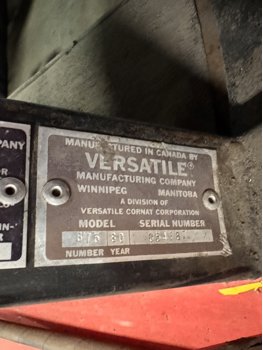 MANUFACTURED IN CANADA BY
VERSATILE
MANUFACTURING COMPANY
WINNIPEG MANITOBA
A DIVISION OF
VERSATILE CORNAT CORPORATION
MODEL SERIAL NUMBER
NUMBER YEAR